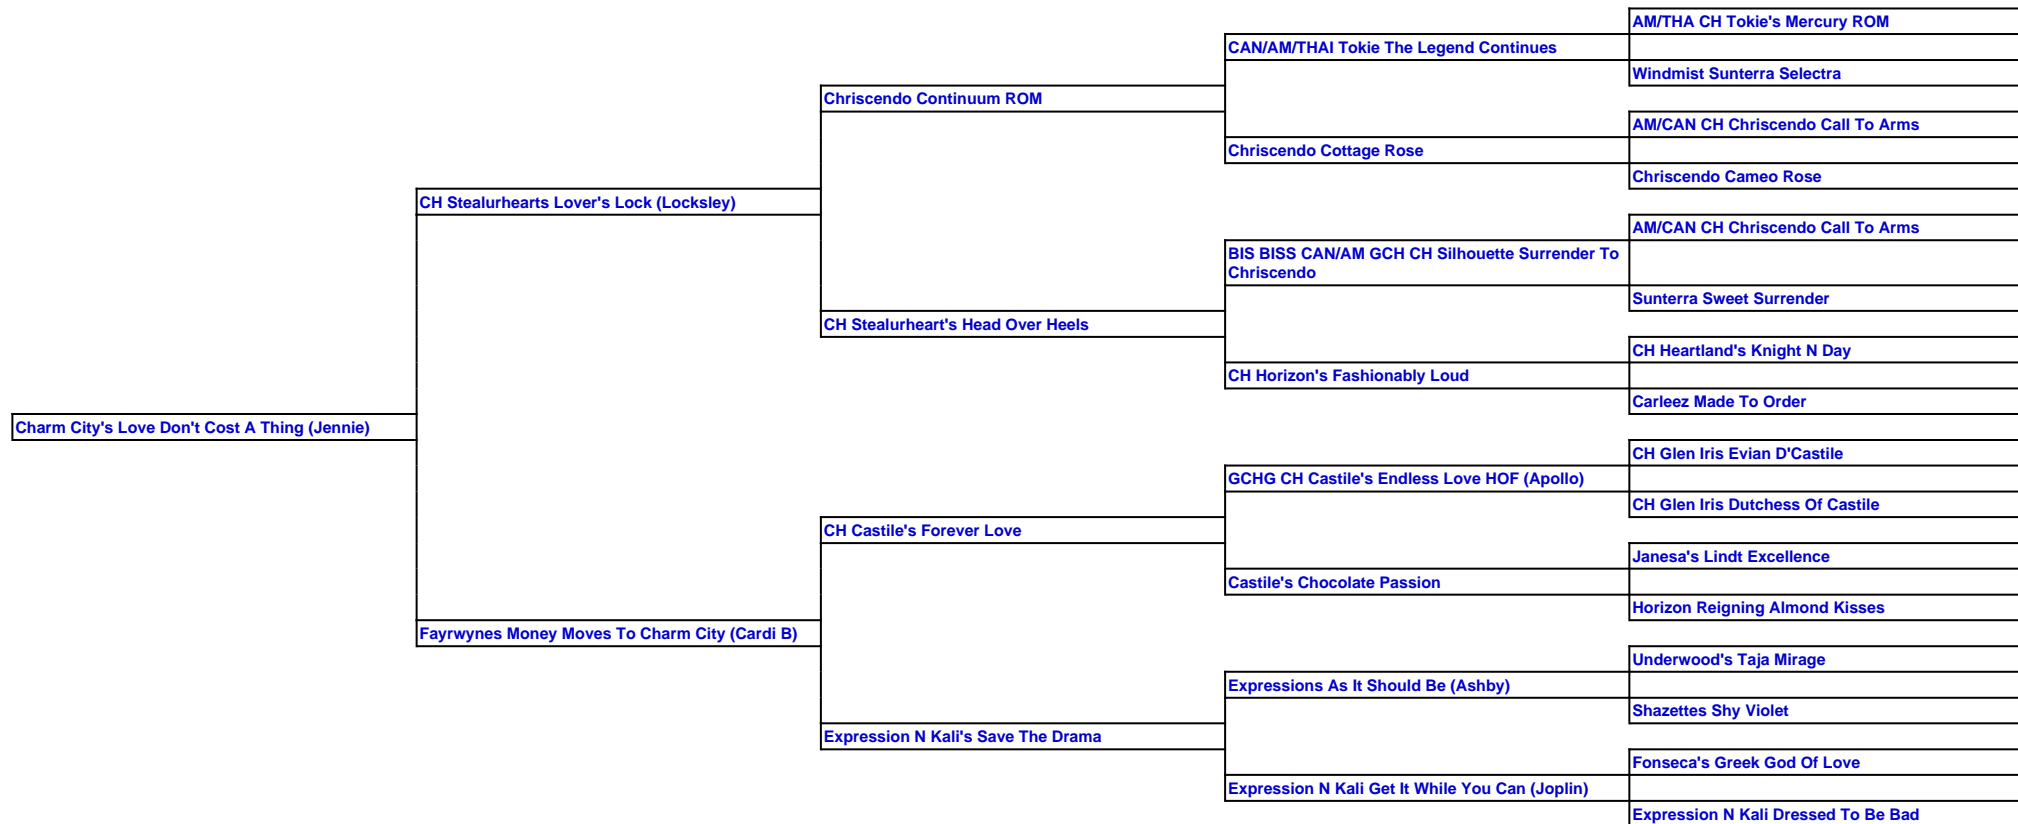 AM/THA CH Tokie's Mercury ROM
CAN/AM/THAI Tokie The Legend Continues
Windmist Sunterra Selectra
Chriscendo Continuum ROM
AM/CAN CH Chriscendo Call To Arms
Chriscendo Cottage Rose
Chriscendo Cameo Rose
CH Stealurhearts Lover's Lock (Locksley)
AM/CAN CH Chriscendo Call To Arms
BIS BISS CAN/AM GCH CH Silhouette Surrender To
Chriscendo
Sunterra Sweet Surrender
CH Stealurheart's Head Over Heels
CH Heartland's Knight N Day
CH Horizon's Fashionably Loud
Carleez Made To Order
Charm City's Love Don't Cost A Thing (Jennie)
CH Glen Iris Evian D'Castile
GCHG CH Castile's Endless Love HOF (Apollo)
CH Glen Iris Dutchess Of Castile
CH Castile's Forever Love
Janesa's Lindt Excellence
Castile's Chocolate Passion
Horizon Reigning Almond Kisses
Fayrwynes Money Moves To Charm City (Cardi B)
Underwood's Taja Mirage
Expressions As It Should Be (Ashby)
Shazettes Shy Violet
Expression N Kali's Save The Drama
Fonseca's Greek God Of Love
Expression N Kali Get It While You Can (Joplin)
Expression N Kali Dressed To Be Bad